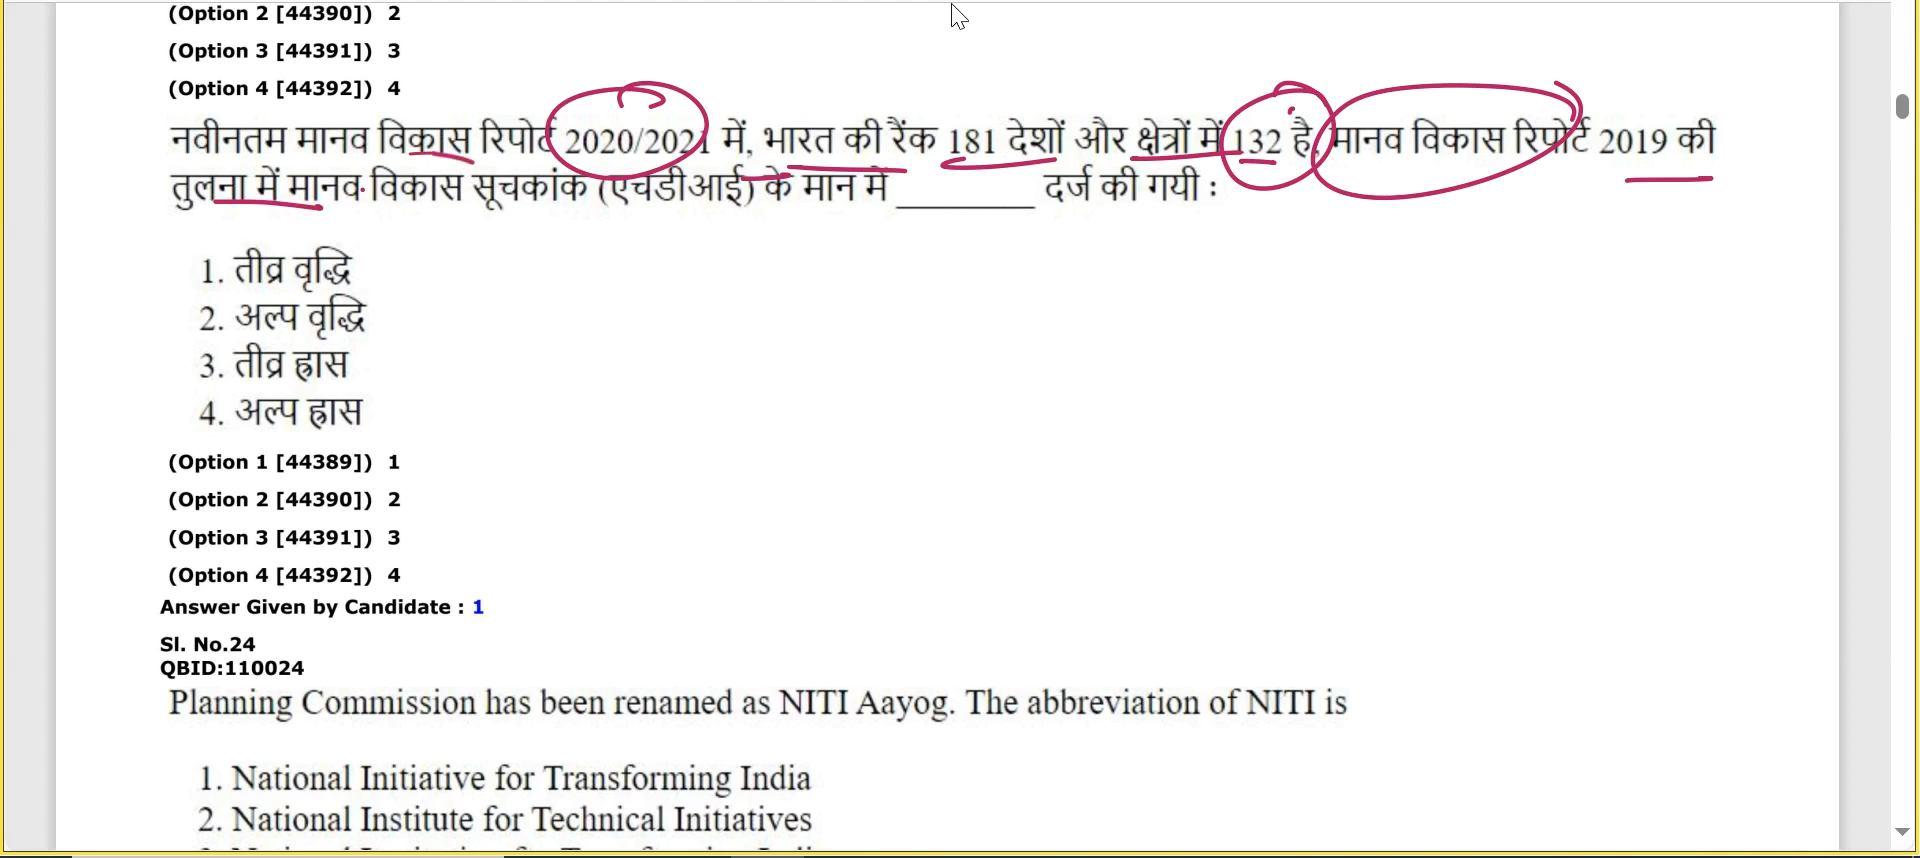 (Option 2 [44390]) 2
(Option 3 [44391]) 3
(Option 4 [44392]) 4
नवीनतम मानव विकास रिपोर्ट 2020/2021 में, भारत की रैंक 181 देशों और क्षेत्रों में 132 है, मानव विकास रिपोर्ट 2019 की
तुलना में मानव विकास सूचकांक (एचडीआई) के मान में ________ दर्ज की गयी :
1. तीव्र वृद्धि
2. अल्प वृद्धि
3. तीव्र ह्रास
4. अल्प ह्रास
(Option 1 [44389]) 1
(Option 2 [44390]) 2
(Option 3 [44391]) 3
(Option 4 [44392]) 4
Answer Given by Candidate : 1
Sl. No.24
QBID:110024
Planning Commission has been renamed as NITI Aayog. The abbreviation of NITI is
1. National Initiative for Transforming India
2. National Institute for Technical Initiatives